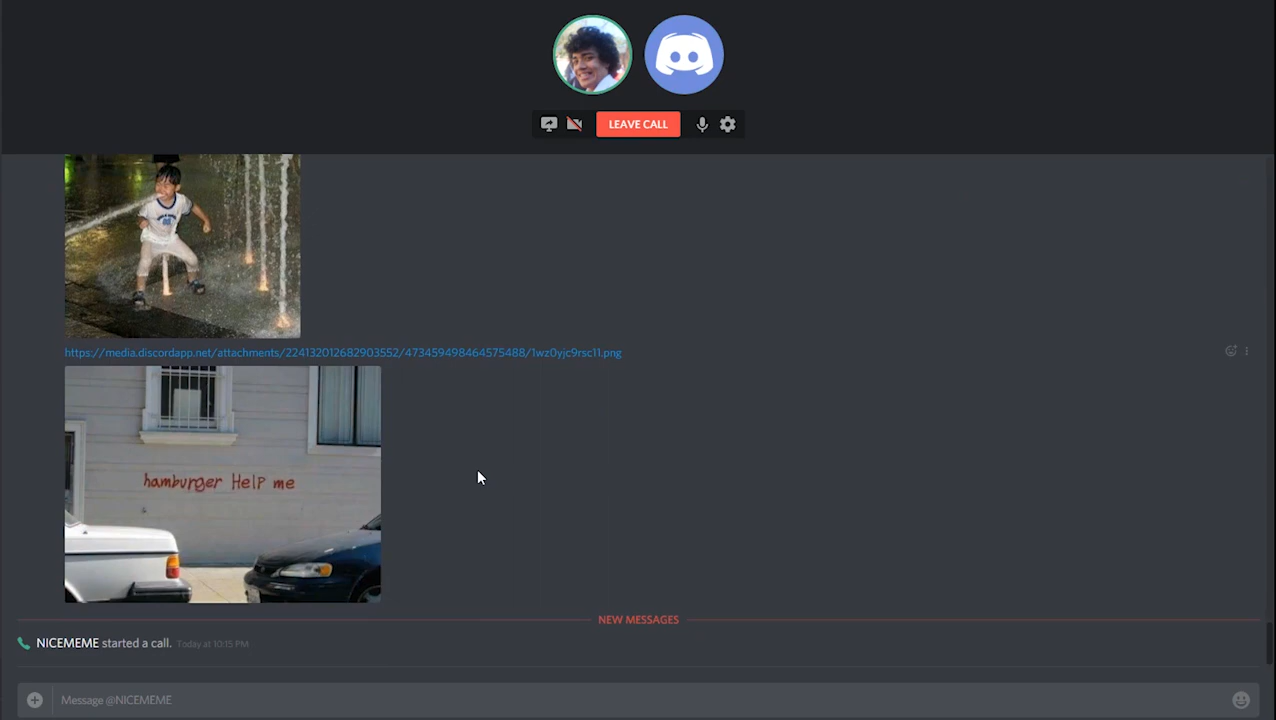 LEAVE CALL
https://media.discordapp.net/attachments/224132012682903552/473459498464575488/1wz0yjc9rsc11.png
hamburger Help me
NEW MESSAGES
NICEMEME started a call. Today at 10:15 PM
Message @NICEMEME